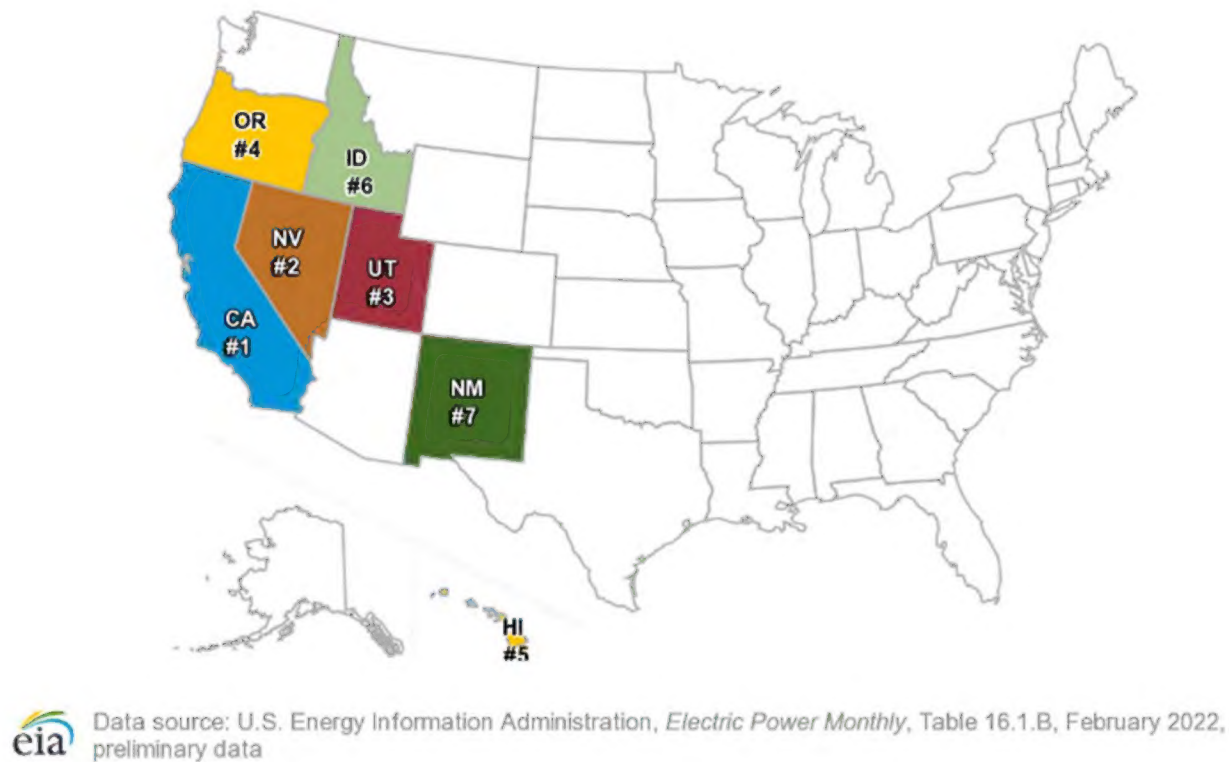 OR
#4
ID
#6
NV
#2
UT
#3
CA
#1
NM
#7
HI
#5
eia
Data source: U.S. Energy Information Administration, Electric Power Monthly, Table 16.1.B, February 2022,
preliminary data